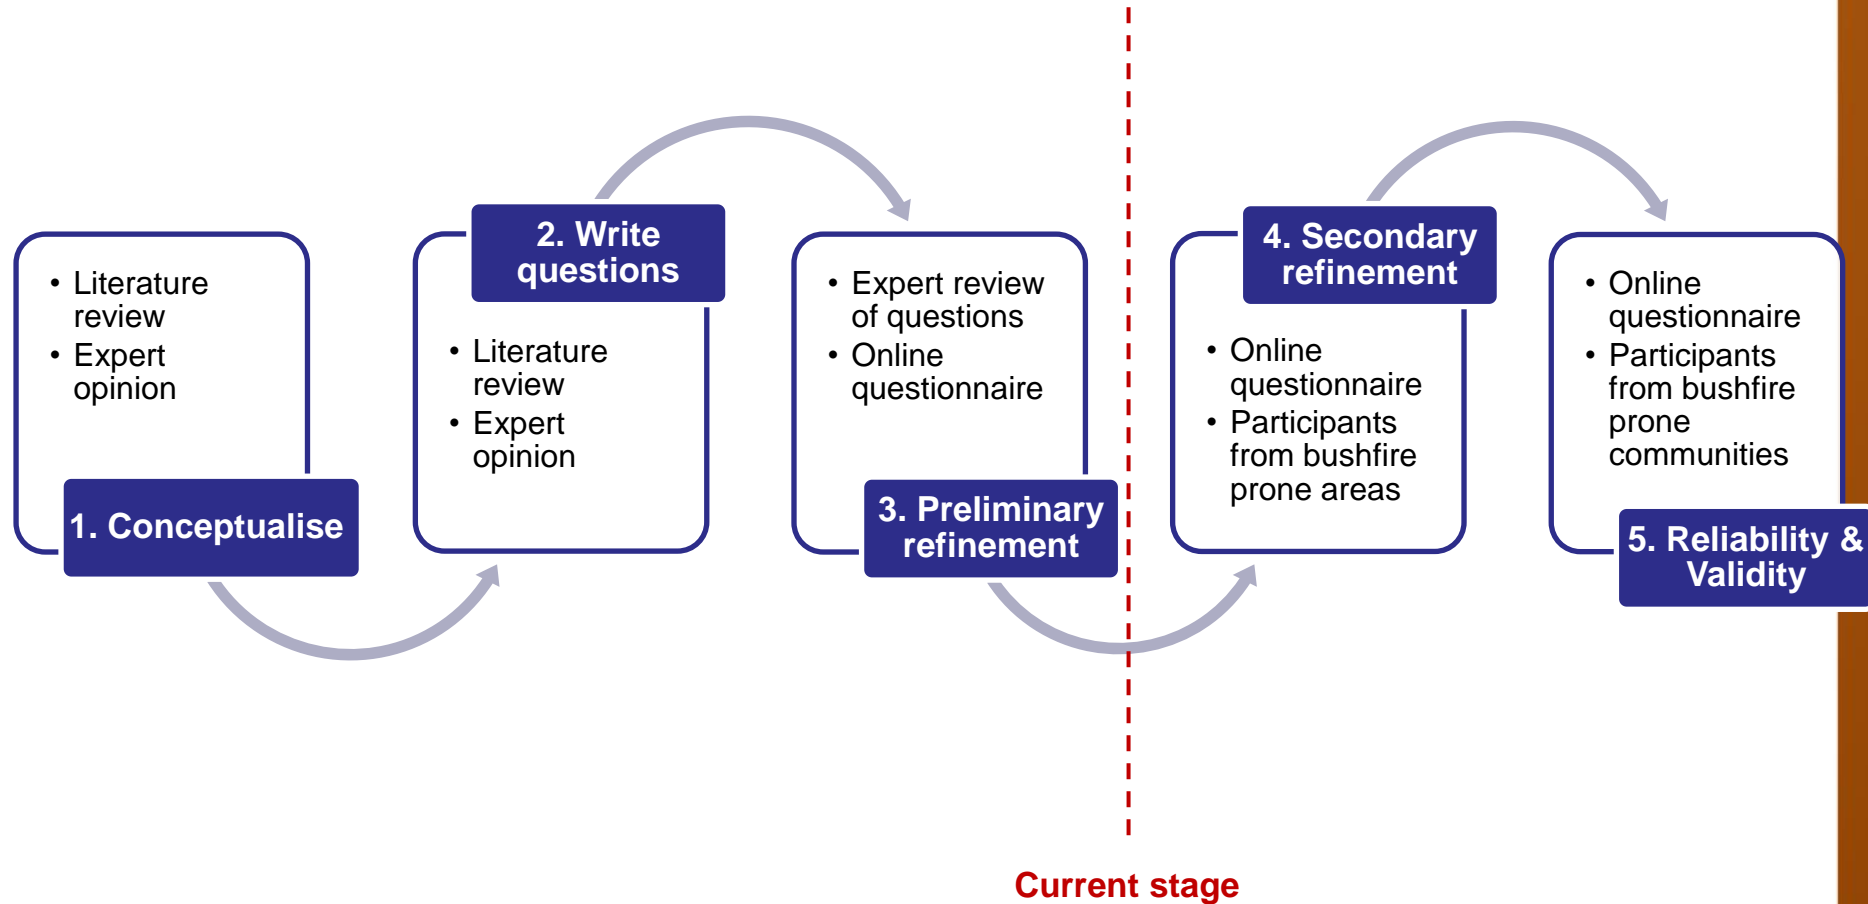 • Literature
review
• Expert
opinion
1. Conceptualise
2. Write
questions
• Literature
review
• Expert
opinion
• Expert review
of questions
• Online
questionnaire
3. Preliminary
refinement
4. Secondary
refinement
• Online
questionnaire
• Participants
from bushfire
prone areas
• Online
questionnaire
• Participants
from bushfire
prone
communities
5. Reliability &
Validity
Current stage